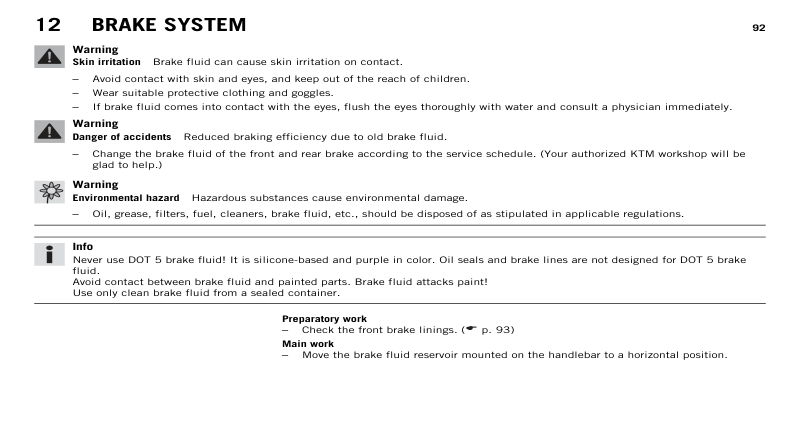 12 BRAKE SYSTEM 92
Warning
Skin irritation Brake fluid can cause skin irritation on contact.
– Avoid contact with skin and eyes, and keep out of the reach of children.
– Wear suitable protective clothing and goggles.
– If brake fluid comes into contact with the eyes, flush the eyes thoroughly with water and consult a physician immediately.
Warning
Danger of accidents Reduced braking efficiency due to old brake fluid.
– Change the brake fluid of the front and rear brake according to the service schedule. (Your authorized KTM workshop will be
glad to help.)
Warning
Environmental hazard Hazardous substances cause environmental damage.
– Oil, grease, filters, fuel, cleaners, brake fluid, etc., should be disposed of as stipulated in applicable regulations.
Info
Never use DOT 5 brake fluid! It is silicone-based and purple in color. Oil seals and brake lines are not designed for DOT 5 brake
fluid.
Avoid contact between brake fluid and painted parts. Brake fluid attacks paint!
Use only clean brake fluid from a sealed container.
Preparatory work
– Check the front brake linings. (☛ p. 93)
Main work
– Move the brake fluid reservoir mounted on the handlebar to a horizontal position.